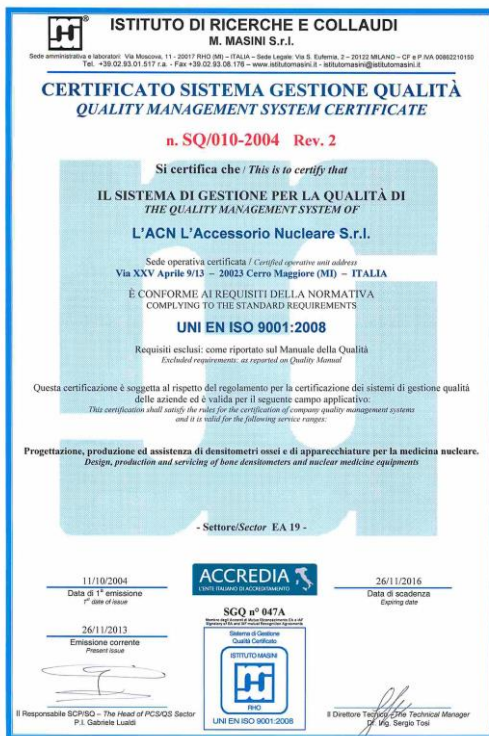 ISTITUTO DI RICERCHE E COLLAUDI
M. MASINI S.r.l.
Sede amministrativa e laboratori: Via Moscova, 11 - 20017 RHO (MI) – ITALIA – Sede Legale: Via S. Eufemia, 2 – 20122 MILANO – CF e P.IVA 00862210150
Tel. +39.02.93.01.517 r.a. - Fax +39.02.93.08.176 – www.istitutomasini.it - istitutomasini@istitutomasini.it
CERTIFICATO SISTEMA GESTIONE QUALITÀ
QUALITY MANAGEMENT SYSTEM CERTIFICATE
n. SQ/010-2004 Rev. 2
Si certifica che / This is to certify that
IL SISTEMA DI GESTIONE PER LA QUALITÀ DI
THE QUALITY MANAGEMENT SYSTEM OF
L'ACN L'Accessorio Nucleare S.r.l.
Sede operativa certificata / Certified operative unit address
Via XXV Aprile 9/13 – 20023 Cerro Maggiore (MI) – ITALIA
È CONFORME AI REQUISITI DELLA NORMATIVA
COMPLYING TO THE STANDARD REQUIREMENTS
UNI EN ISO 9001:2008
Requisiti esclusi: come riportato sul Manuale della Qualità
Excluded requirements: as reported on Quality Manual
Questa certificazione è soggetta al rispetto del regolamento per la certificazione dei sistemi di gestione qualità
delle aziende ed è valida per il seguente campo applicativo:
This certification shall satisfy the rules for the certification of company quality management systems
and it is valid for the following service ranges:
Progettazione, produzione ed assistenza di densitometri ossei e di apparecchiature per la medicina nucleare.
Design, production and servicing of bone densitometers and nuclear medicine equipments
- Settore/Sector EA 19 -
11/10/2004
Data di 1ª emissione
1st date of issue
ACCREDIA
L'ENTE ITALIANO DI ACCREDITAMENTO
26/11/2016
Data di scadenza
Expiring date
SGQ n° 047A
26/11/2013
Emissione corrente
Present issue
Sistema di Gestione
Qualità Certificato
ISTITUTO MASINI
RHO
UNI EN ISO 9001:2008
Il Responsabile SCP/SQ – The Head of PCS/QS Sector
P.I. Gabriele Lualdi
Il Direttore Tecnico – The Technical Manager
Dr. Ing. Sergio Tosi